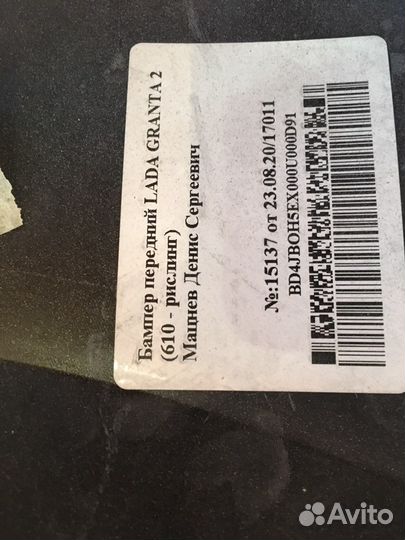 Бампер передний LADA GRANTA 2
(610 - рислинг)
Мацнев Денис Сергеевич
№:15137 от 23.08.20/17011
BD4JBOH5EX000U000D91
Avito